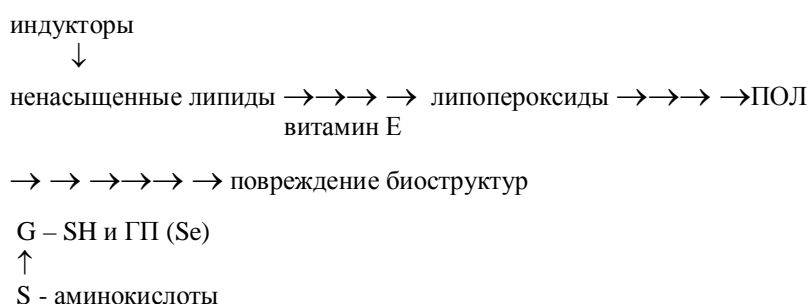 индукторы
↓
ненасыщенные липиды →→→ → липопероксиды →→→ →ПОЛ
витамин Е
→ → →→→ → повреждение биоструктур
G – SH и ГП (Se)
↑
S - аминокислоты